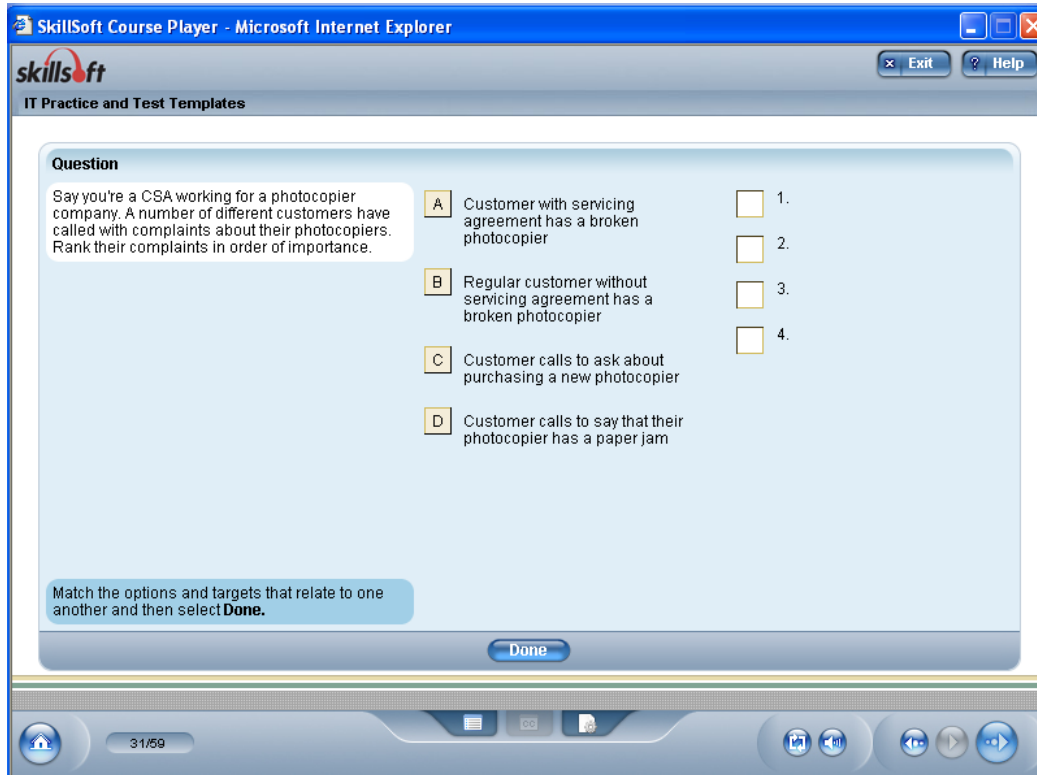 SkillSoft Course Player - Microsoft Internet Explorer
skillsoft
Exit
Help
IT Practice and Test Templates
Question
Say you're a CSA working for a photocopier
company. A number of different customers have
called with complaints about their photocopiers.
Rank their complaints in order of importance.
A
Customer with servicing
agreement has a broken
photocopier
B
Regular customer without
servicing agreement has a
broken photocopier
C
Customer calls to ask about
purchasing a new photocopier
D
Customer calls to say that their
photocopier has a paper jam
1.
2.
3.
4.
Match the options and targets that relate to one
another and then select Done.
Done
cc
31/59